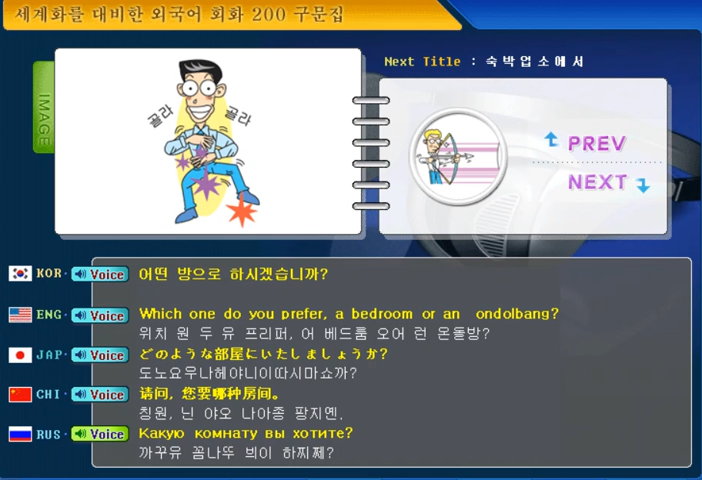 세계화를 대비한 외국어 회화 200 구문집
Next Title : 숙박업소에서
IMAGE
골라 골라
PREV
NEXT
KOR · Voice 어떤 방으로 하시겠습니까?
ENG · Voice Which one do you prefer, a bedroom or an ondolbang?
위치 원 두 유 프리퍼, 어 베드룸 오어 런 온돌방?
JAP · Voice どのような部屋にいたしましょうか?
도노요우나헤야니이따시마쇼까?
CHI · Voice 请问, 您要哪种房间。
칭원, 닌 야오 나아종 팡지엔.
RUS · Voice Какую комнату вы хотите?
까꾸유 꼼나뚜 븨이 하찌쩨?